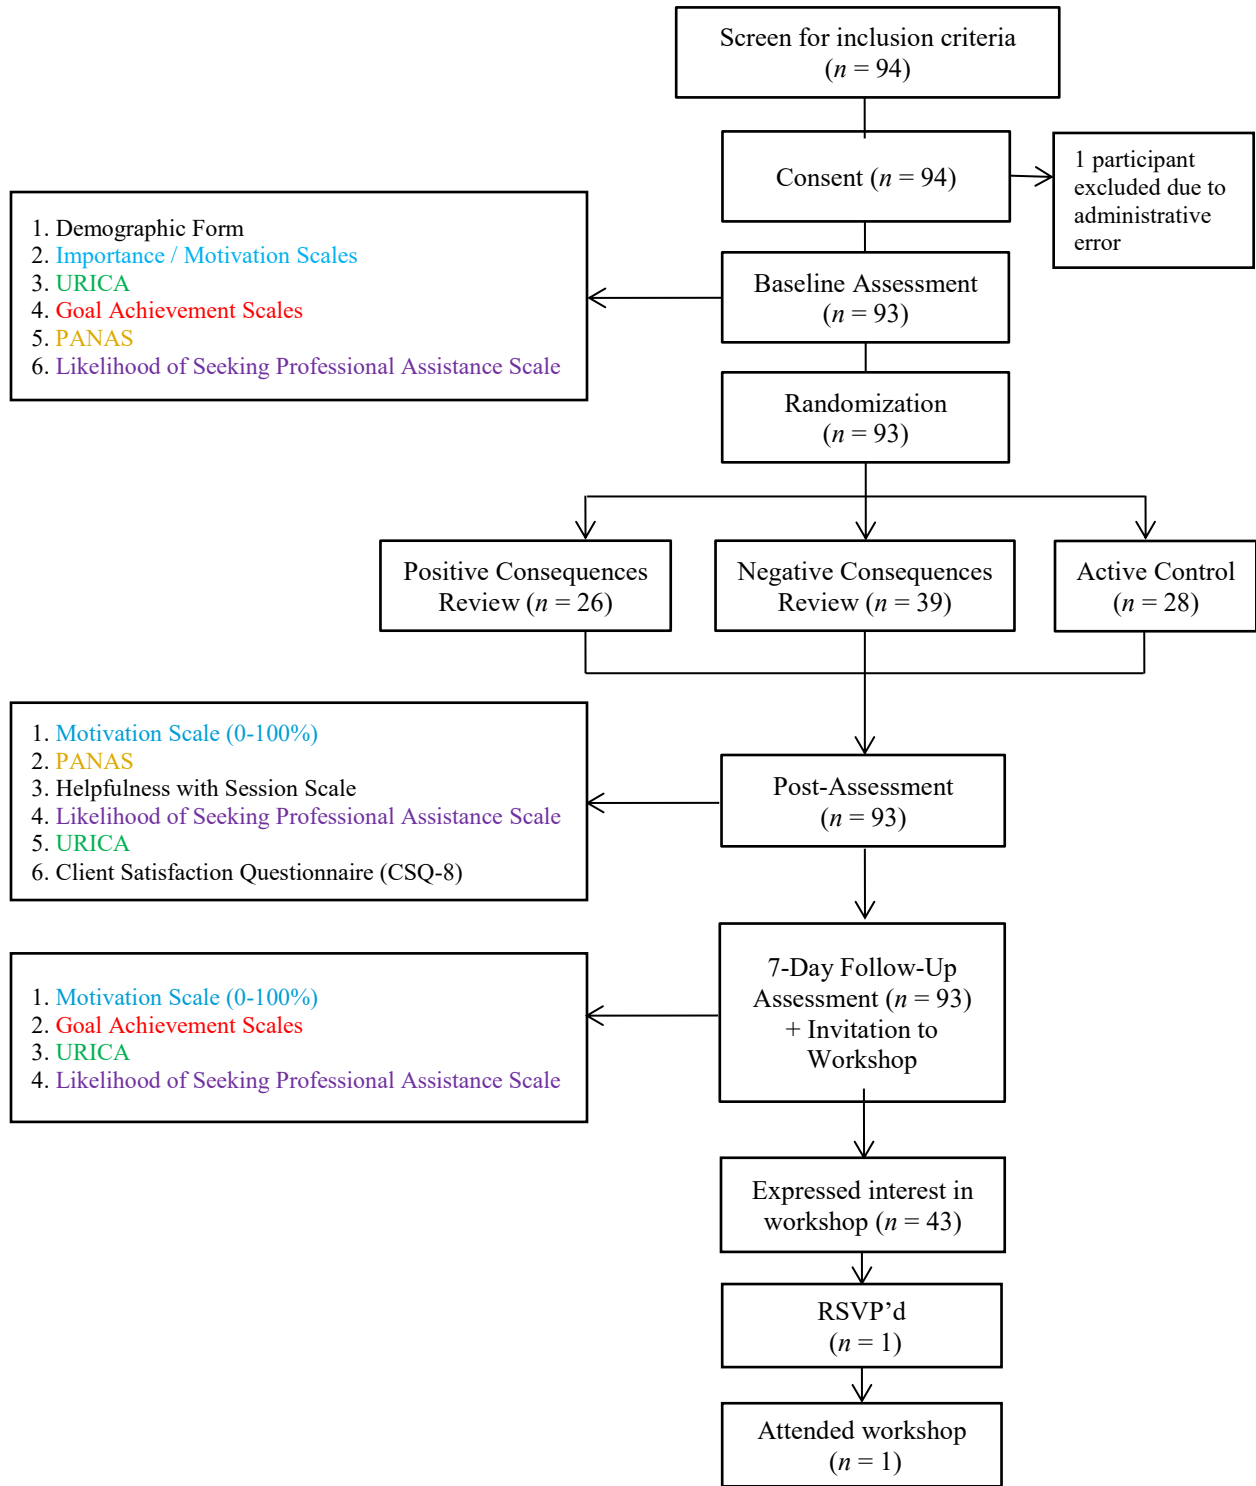 Screen for inclusion criteria
(n = 94)
Consent (n = 94)
1 participant
excluded due to
administrative
error
1. Demographic Form
2. Importance / Motivation Scales
3. URICA
4. Goal Achievement Scales
5. PANAS
6. Likelihood of Seeking Professional Assistance Scale
Baseline Assessment
(n = 93)
Randomization
(n = 93)
Positive Consequences
Review (n = 26)
Negative Consequences
Review (n = 39)
Active Control
(n = 28)
1. Motivation Scale (0-100%)
2. PANAS
3. Helpfulness with Session Scale
4. Likelihood of Seeking Professional Assistance Scale
5. URICA
6. Client Satisfaction Questionnaire (CSQ-8)
Post-Assessment
(n = 93)
1. Motivation Scale (0-100%)
2. Goal Achievement Scales
3. URICA
4. Likelihood of Seeking Professional Assistance Scale
7-Day Follow-Up
Assessment (n = 93)
+ Invitation to
Workshop
Expressed interest in
workshop (n = 43)
RSVP’d
(n = 1)
Attended workshop
(n = 1)